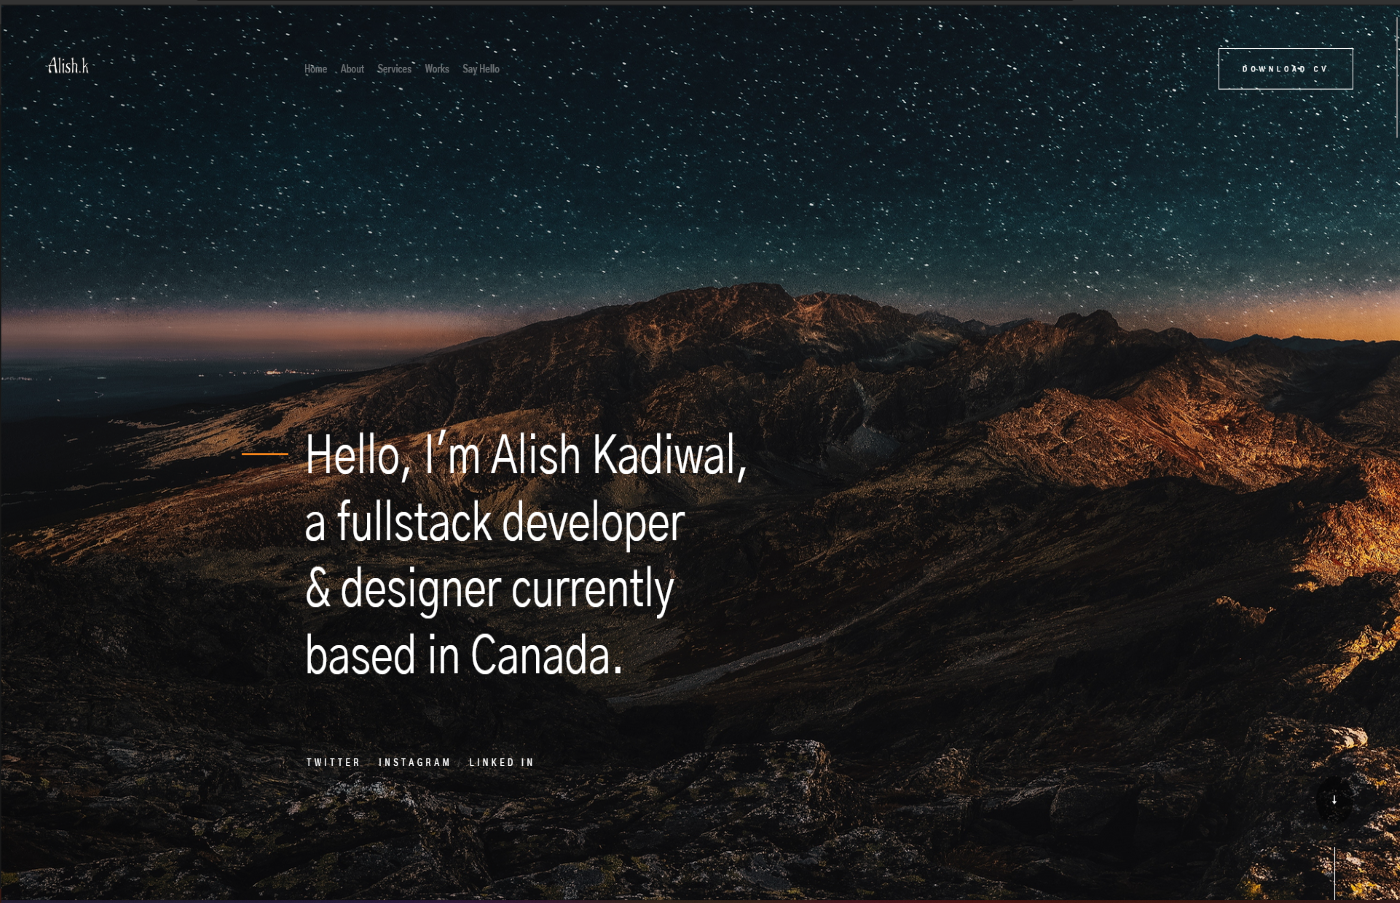 Alish.k
Home About Services Works Say Hello
DOWNLOAD CV
Hello, I’m Alish Kadiwal,
a fullstack developer
& designer currently
based in Canada.
TWITTER INSTAGRAM LINKED IN